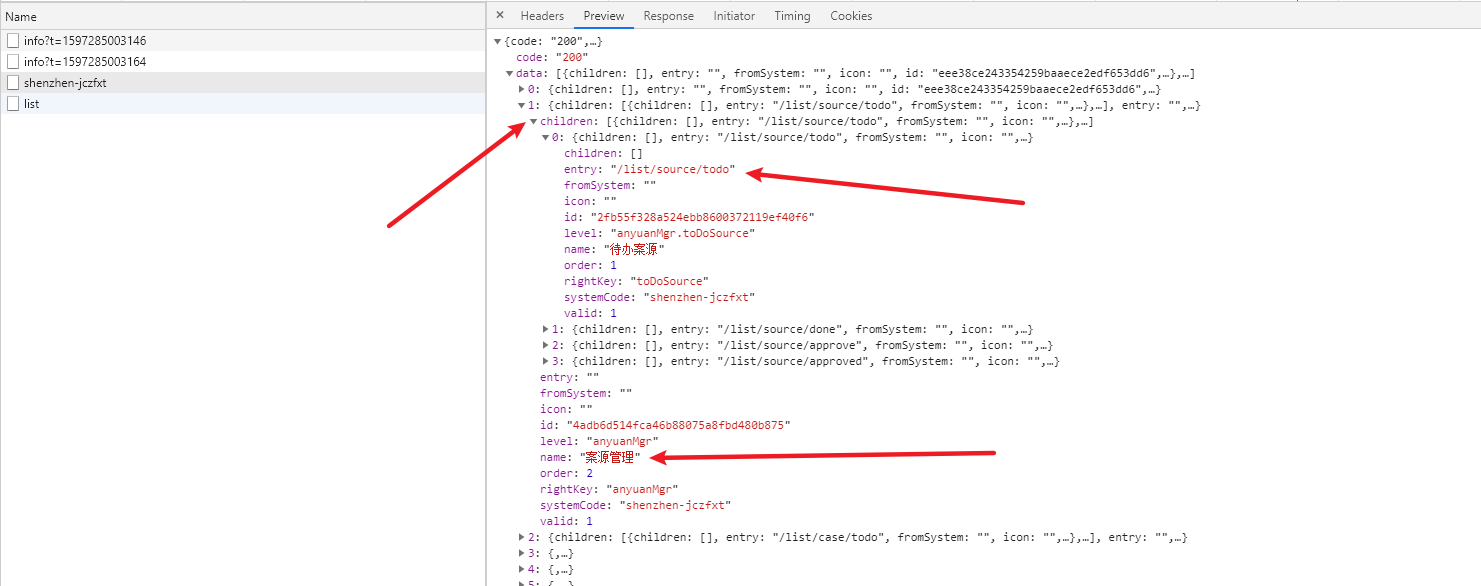 Name
info?t=1597285003146
info?t=1597285003164
shenzhen-jczfxt
list
× Headers Preview Response Initiator Timing Cookies
▼{code: "200",…}
code: "200"
▼data: [{children: [], entry: "", fromSystem: "", icon: "", id: "eee38ce243354259baaece2edf653dd6",…},…]
▶0: {children: [], entry: "", fromSystem: "", icon: "", id: "eee38ce243354259baaece2edf653dd6",…}
▼1: {children: [{children: [], entry: "/list/source/todo", fromSystem: "", icon: "",…},…], entry: "",…}
▼children: [{children: [], entry: "/list/source/todo", fromSystem: "", icon: "",…},…]
▼0: {children: [], entry: "/list/source/todo", fromSystem: "", icon: "",…}
children: []
entry: "/list/source/todo"
fromSystem: ""
icon: ""
id: "2fb55f328a524ebb8600372119ef40f6"
level: "anyuanMgr.toDoSource"
name: "待办案源"
order: 1
rightKey: "toDoSource"
systemCode: "shenzhen-jczfxt"
valid: 1
▶1: {children: [], entry: "/list/source/done", fromSystem: "", icon: "",…}
▶2: {children: [], entry: "/list/source/approve", fromSystem: "", icon: "",…}
▶3: {children: [], entry: "/list/source/approved", fromSystem: "", icon: "",…}
entry: ""
fromSystem: ""
icon: ""
id: "4adb6d514fca46b88075a8fbd480b875"
level: "anyuanMgr"
name: "案源管理"
order: 2
rightKey: "anyuanMgr"
systemCode: "shenzhen-jczfxt"
valid: 1
▶2: {children: [{children: [], entry: "/list/case/todo", fromSystem: "", icon: "",…},…], entry: "",…}
▶3: {,…}
▶4: {,…}
▶5: {,…}